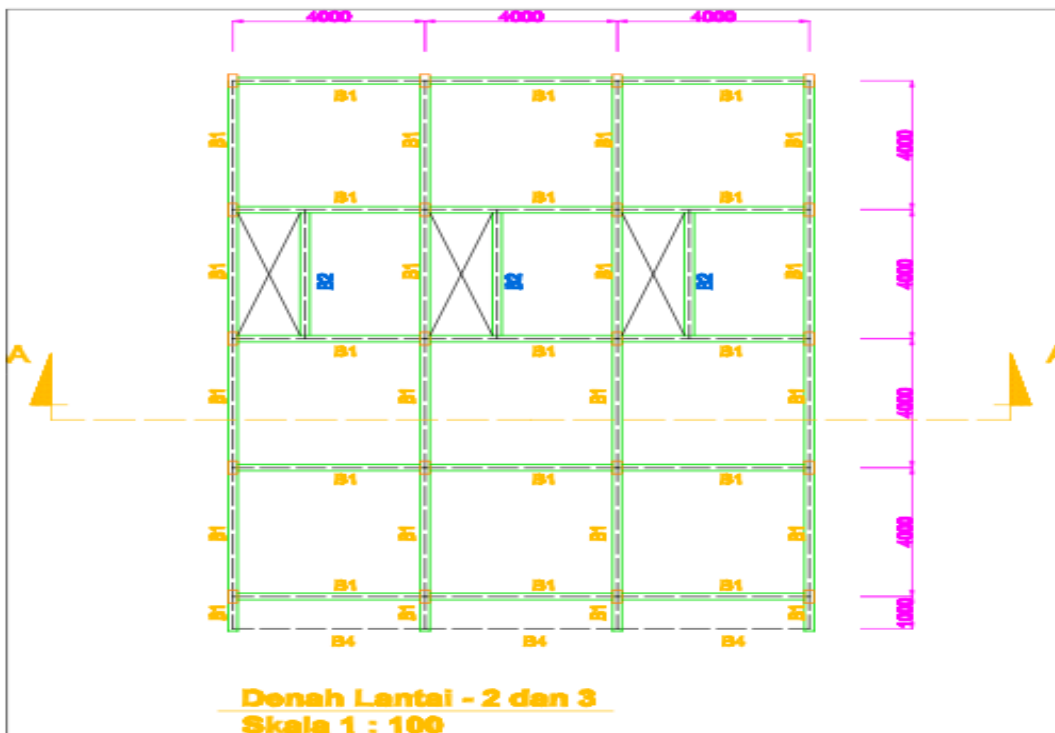 4000 4000 4000
B1 B1 B1
B1 B1 B1 B1 4000
B1 B1 B1
B1 B2 B1 B2 B1 B2 B1 4000
B1 B1 B1
A A
B1 B1 B1 B1 4000
B1 B1 B1
B1 B1 B1 B1 4000
B1 B1 B1
B1 B1 B1 B1 1000
B4 B4 B4
Denah Lantai - 2 dan 3
Skala 1 : 100